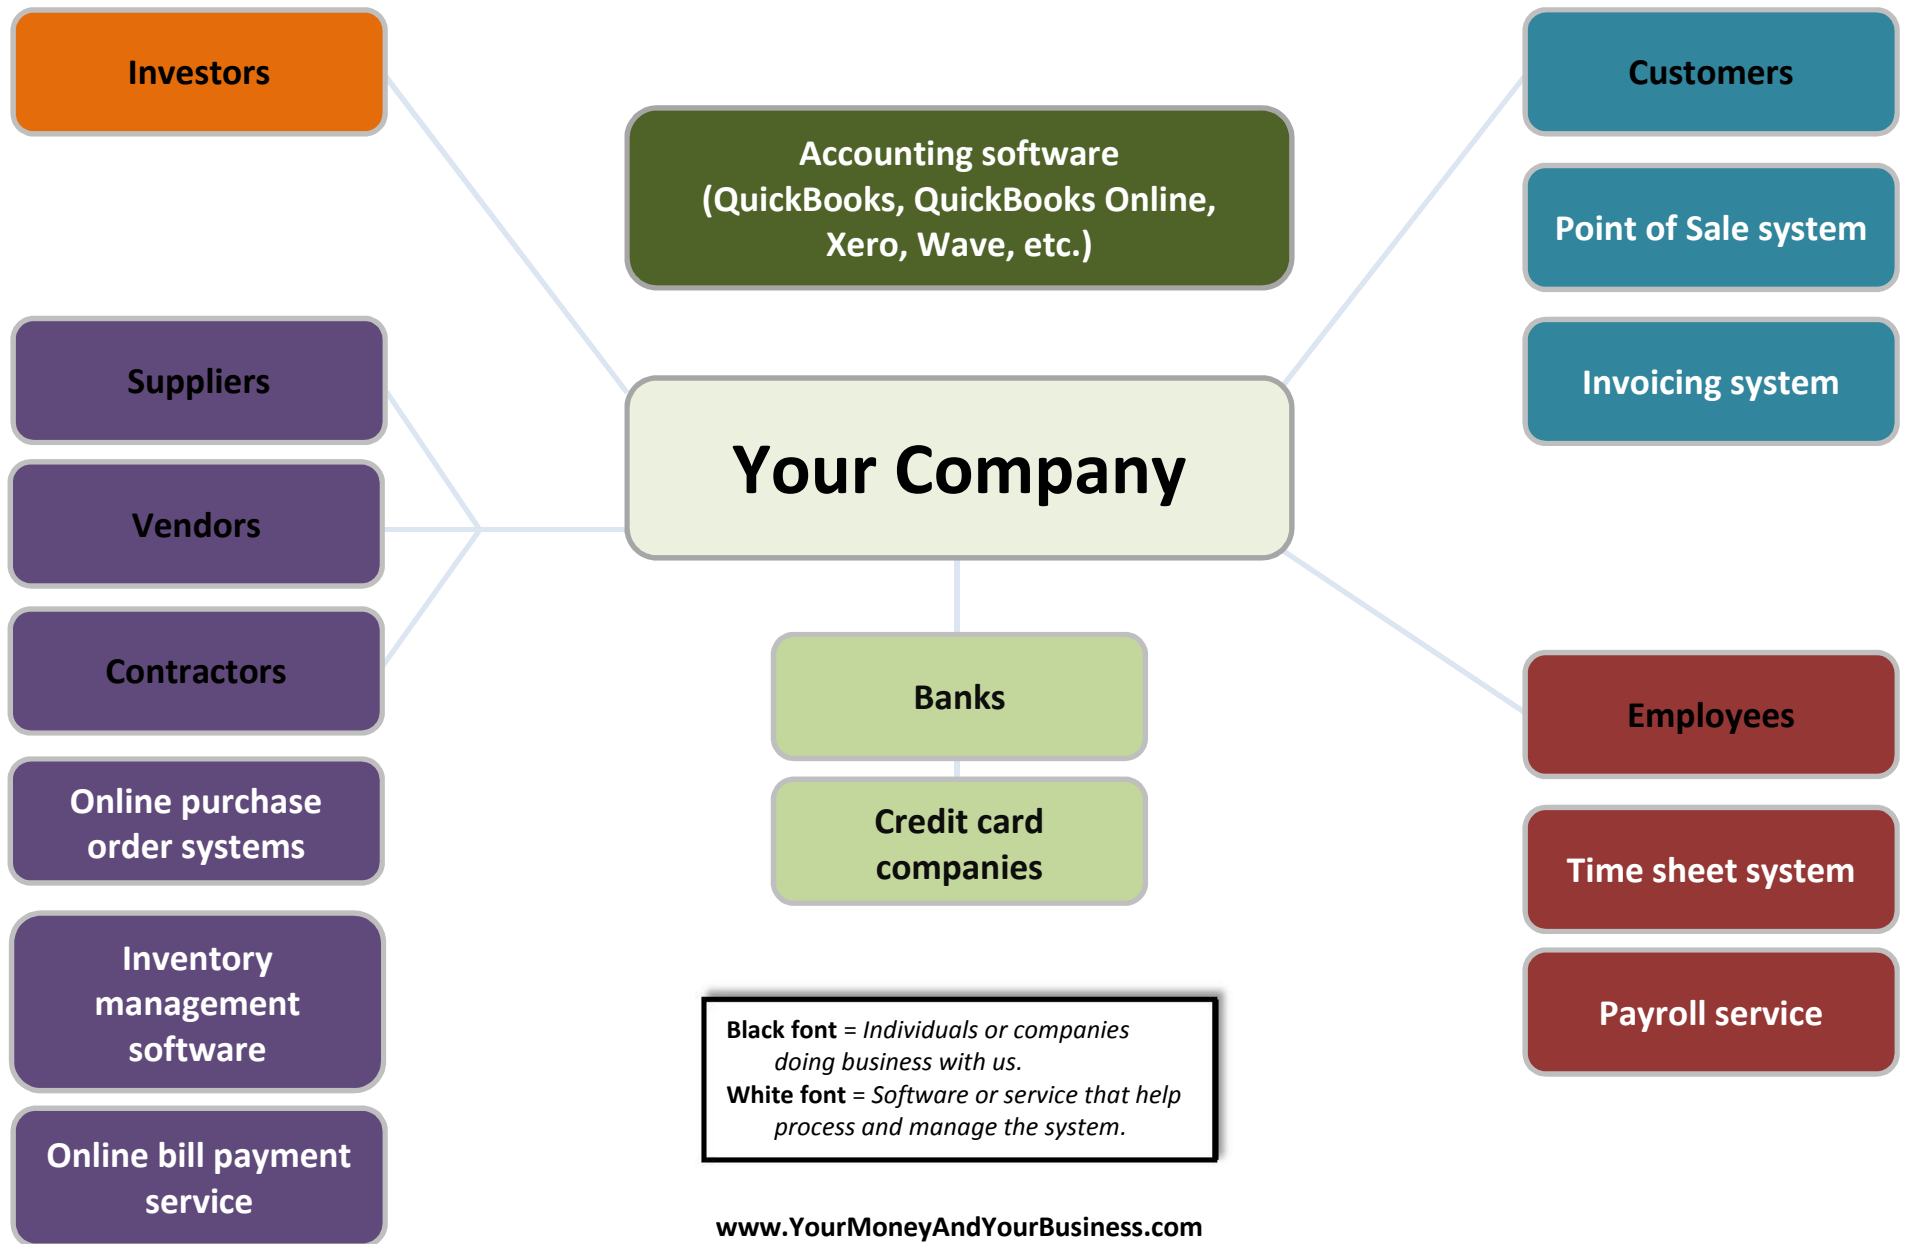 Investors
Customers
Accounting software
(QuickBooks, QuickBooks Online,
Xero, Wave, etc.)
Point of Sale system
Suppliers
Invoicing system
Your Company
Vendors
Contractors
Banks
Employees
Online purchase
order systems
Credit card
companies
Time sheet system
Inventory
management
software
Payroll service
Black font = Individuals or companies
doing business with us.
White font = Software or service that help
process and manage the system.
Online bill payment
service
www.YourMoneyAndYourBusiness.com